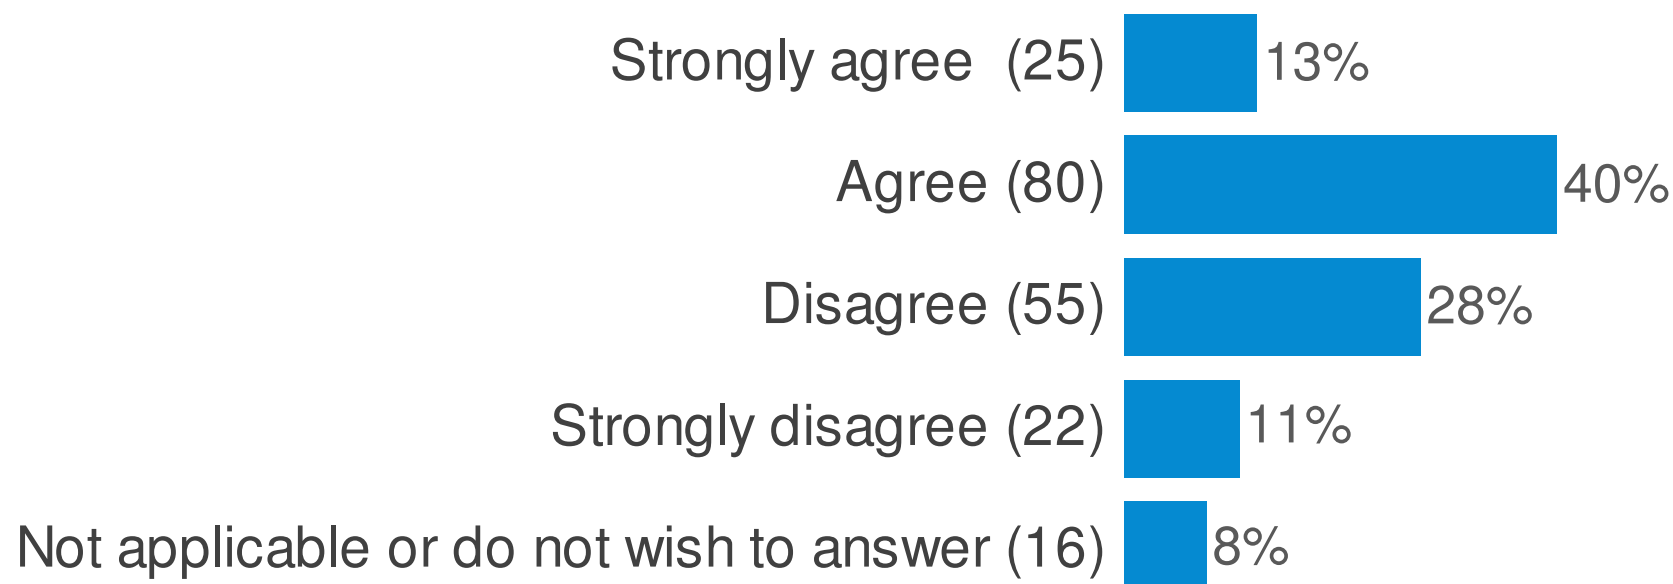 Strongly agree  (25) 13%
Agree (80) 40%
Disagree (55) 28%
Strongly disagree (22) 11%
Not applicable or do not wish to answer (16) 8%